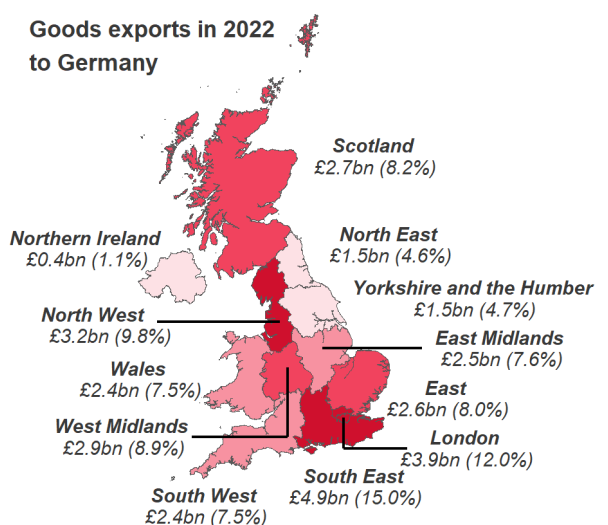 Goods exports in 2022
to Germany
Scotland
£2.7bn (8.2%)
Northern Ireland
£0.4bn (1.1%)
North East
£1.5bn (4.6%)
Yorkshire and the Humber
£1.5bn (4.7%)
North West
£3.2bn (9.8%)
East Midlands
£2.5bn (7.6%)
Wales
£2.4bn (7.5%)
East
£2.6bn (8.0%)
West Midlands
£2.9bn (8.9%)
London
£3.9bn (12.0%)
South East
£4.9bn (15.0%)
South West
£2.4bn (7.5%)